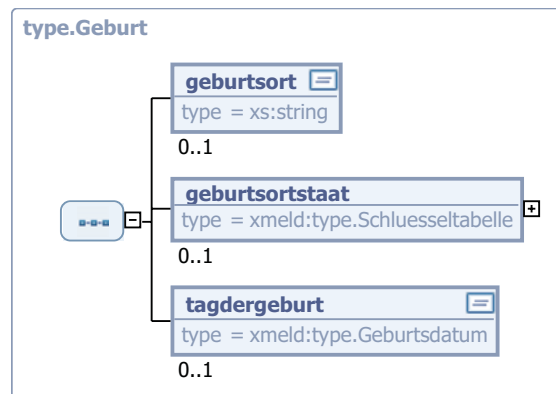 type.Geburt
geburtsort
type = xs:string
0..1
geburtsortstaat
type = xmeld:type.Schluesseltabelle
0..1
tagdergeburt
type = xmeld:type.Geburtsdatum
0..1